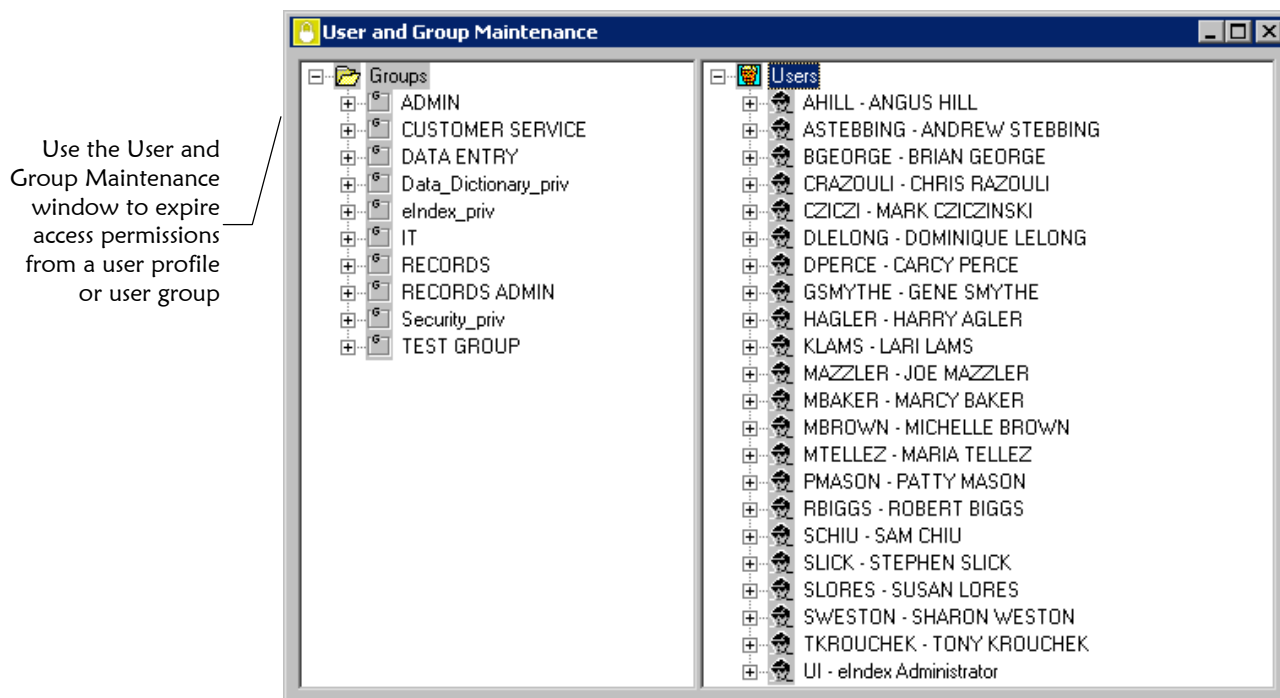 User and Group Maintenance
Use the User and
Group Maintenance
window to expire
access permissions
from a user profile
or user group
Groups
ADMIN
CUSTOMER SERVICE
DATA ENTRY
Data_Dictionary_priv
eIndex_priv
IT
RECORDS
RECORDS ADMIN
Security_priv
TEST GROUP
Users
AHILL - ANGUS HILL
ASTEBBING - ANDREW STEBBING
BGEORGE - BRIAN GEORGE
CRAZOULI - CHRIS RAZOULI
CZICZI - MARK CZICZINSKI
DLELONG - DOMINIQUE LELONG
DPERCE - CARCY PERCE
GSMYTHE - GENE SMYTHE
HAGLER - HARRY AGLER
KLAMS - LARI LAMS
MAZZLER - JOE MAZZLER
MBAKER - MARCY BAKER
MBROWN - MICHELLE BROWN
MTELLEZ - MARIA TELLEZ
PMASON - PATTY MASON
RBIGGS - ROBERT BIGGS
SCHIU - SAM CHIU
SLICK - STEPHEN SLICK
SLORES - SUSAN LORES
SWESTON - SHARON WESTON
TKROUCHEK - TONY KROUCHEK
UI - eIndex Administrator